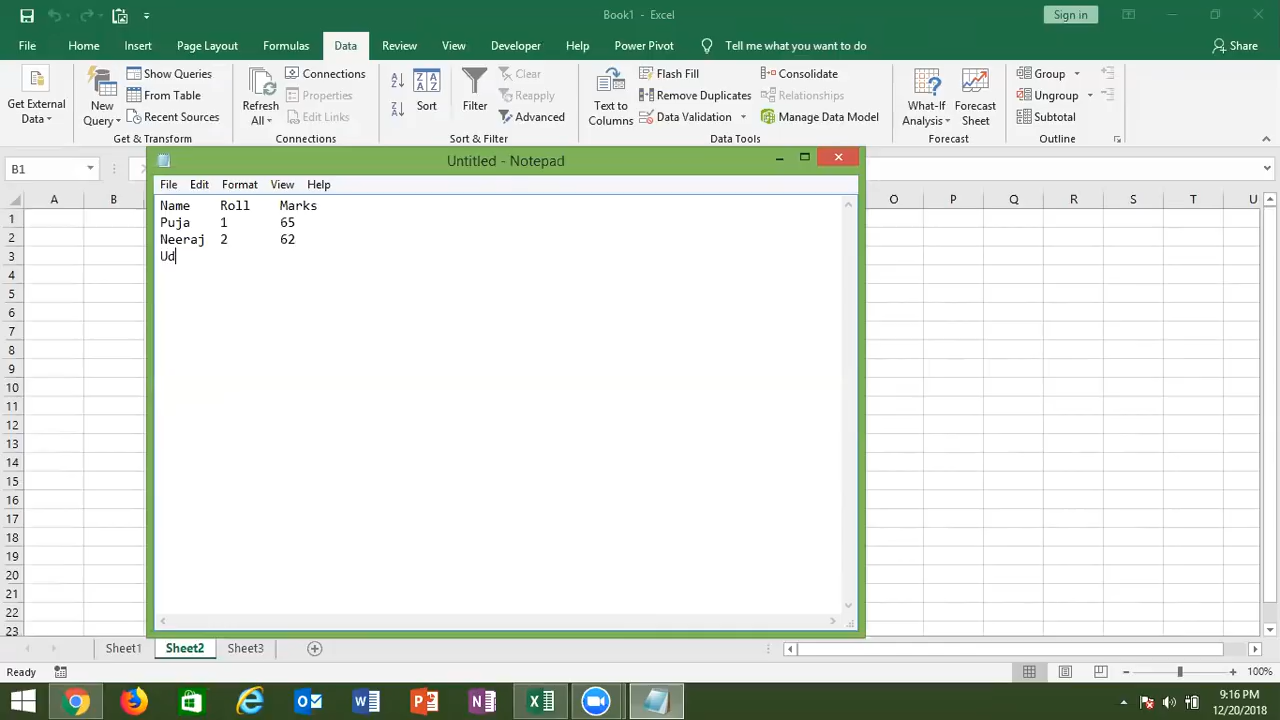 Book1 - Excel
Sign in
File Home Insert Page Layout Formulas Data Review View Developer Help Power Pivot Tell me what you want to do Share
Get External Data
New Query
Show Queries
From Table
Recent Sources
Get & Transform
Refresh All
Connections
Properties
Edit Links
Connections
Sort
Filter
Clear
Reapply
Advanced
Sort & Filter
Text to Columns
Flash Fill
Remove Duplicates
Data Validation
Consolidate
Relationships
Manage Data Model
Data Tools
What-If Analysis
Forecast Sheet
Forecast
Group
Ungroup
Subtotal
Outline
B1
Untitled - Notepad
File Edit Format View Help
Name Roll Marks
Puja 1 65
Neeraj 2 62
Ud
A B O P Q R S T U
1
2
3
4
5
6
7
8
9
10
11
12
13
14
15
16
17
18
19
20
21
22
23
Sheet1 Sheet2 Sheet3
Ready
100%
9:16 PM
12/20/2018